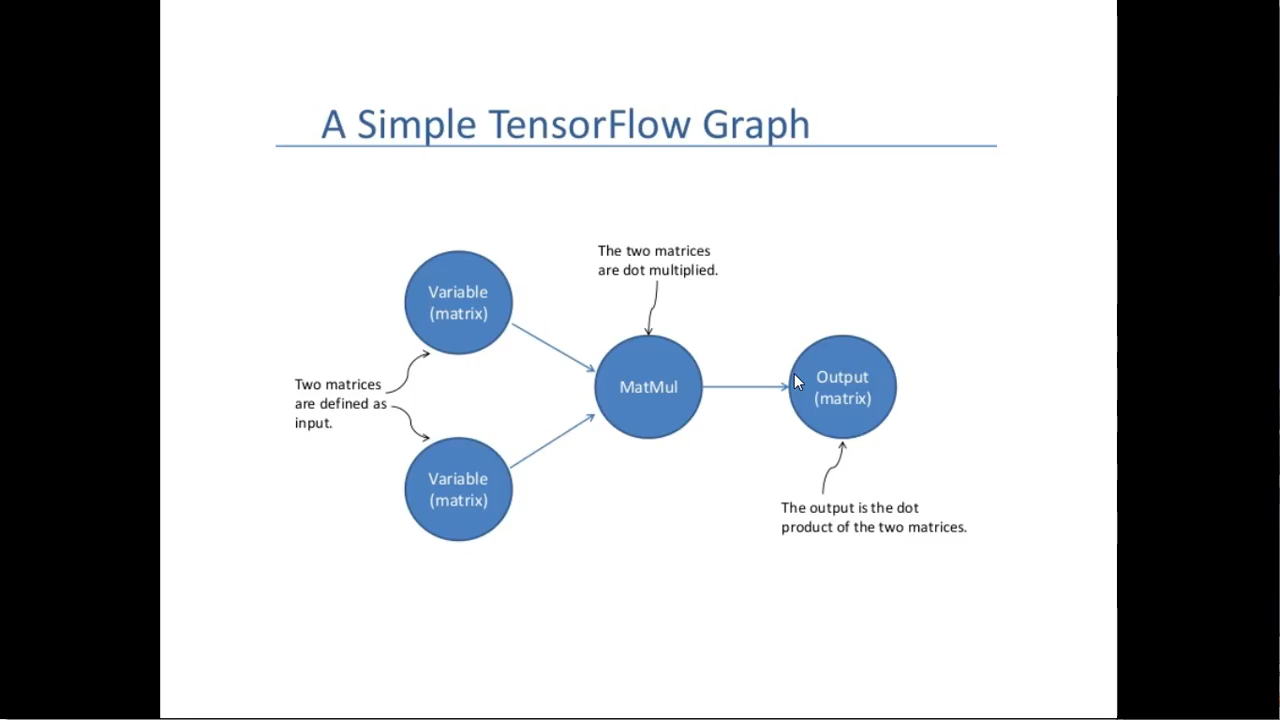 A Simple TensorFlow Graph
The two matrices
are dot multiplied.
Variable
(matrix)
Two matrices
are defined as
input.
MatMul
Output
(matrix)
Variable
(matrix)
The output is the dot
product of the two matrices.